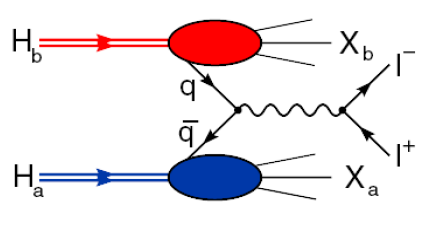 H_b X_b l^-
q
q̄
H_a X_a l^+